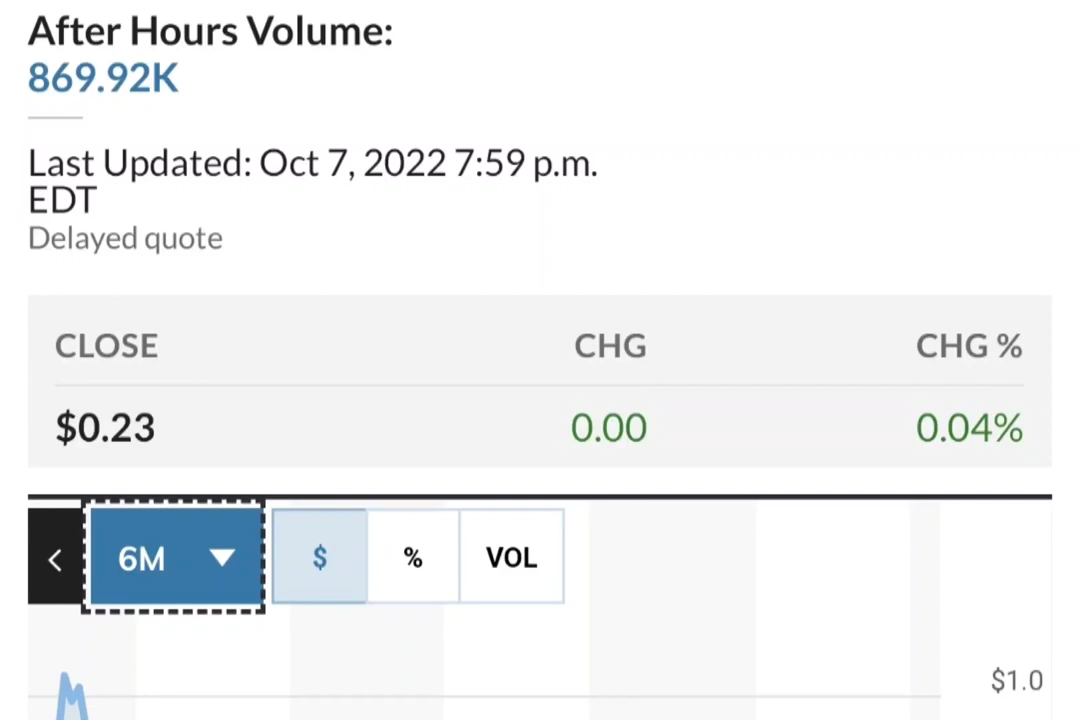 After Hours Volume:
869.92K
Last Updated: Oct 7, 2022 7:59 p.m.
EDT
Delayed quote
CLOSE CHG CHG %
$0.23 0.00 0.04%
6M $ % VOL
$1.0